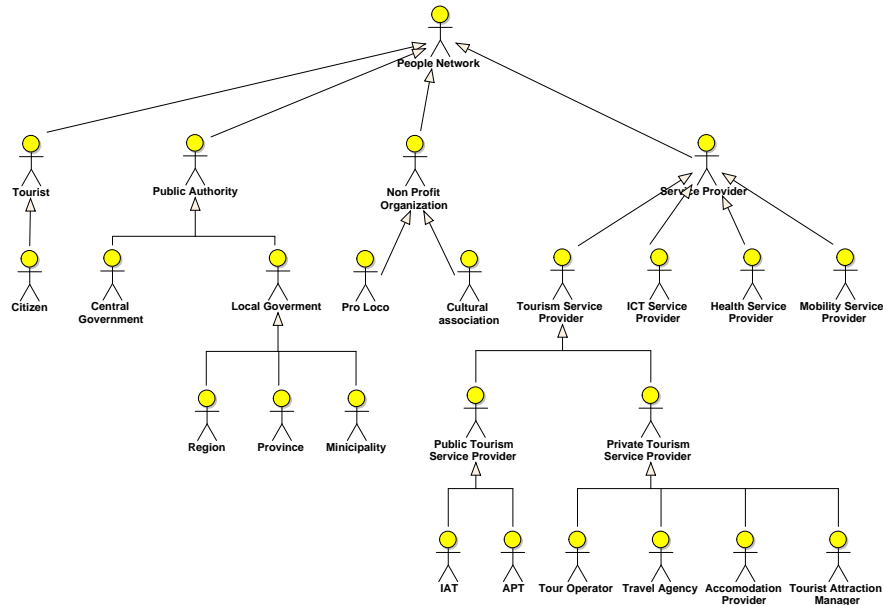 People Network
Tourist
Public Authority
Non Profit
Organization
Service Provider
Citizen
Central
Government
Local Goverment
Pro Loco
Cultural
association
Tourism Service
Provider
ICT Service
Provider
Health Service
Provider
Mobility Service
Provider
Region
Province
Minicipality
Public Tourism
Service Provider
Private Tourism
Service Provider
IAT
APT
Tour Operator
Travel Agency
Accomodation
Provider
Tourist Attraction
Manager